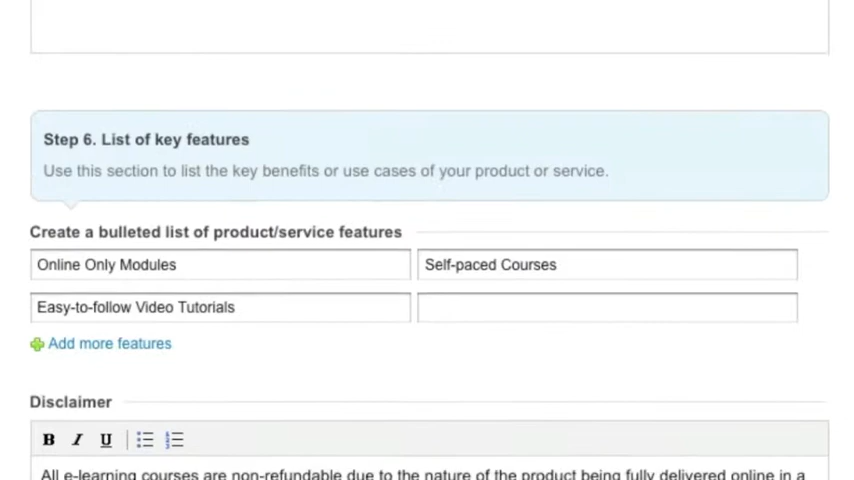 Step 6. List of key features
Use this section to list the key benefits or use cases of your product or service.
Create a bulleted list of product/service features
Online Only Modules
Self-paced Courses
Easy-to-follow Video Tutorials
Add more features
Disclaimer
B I U
All e-learning courses are non-refundable due to the nature of the product being fully delivered online in a